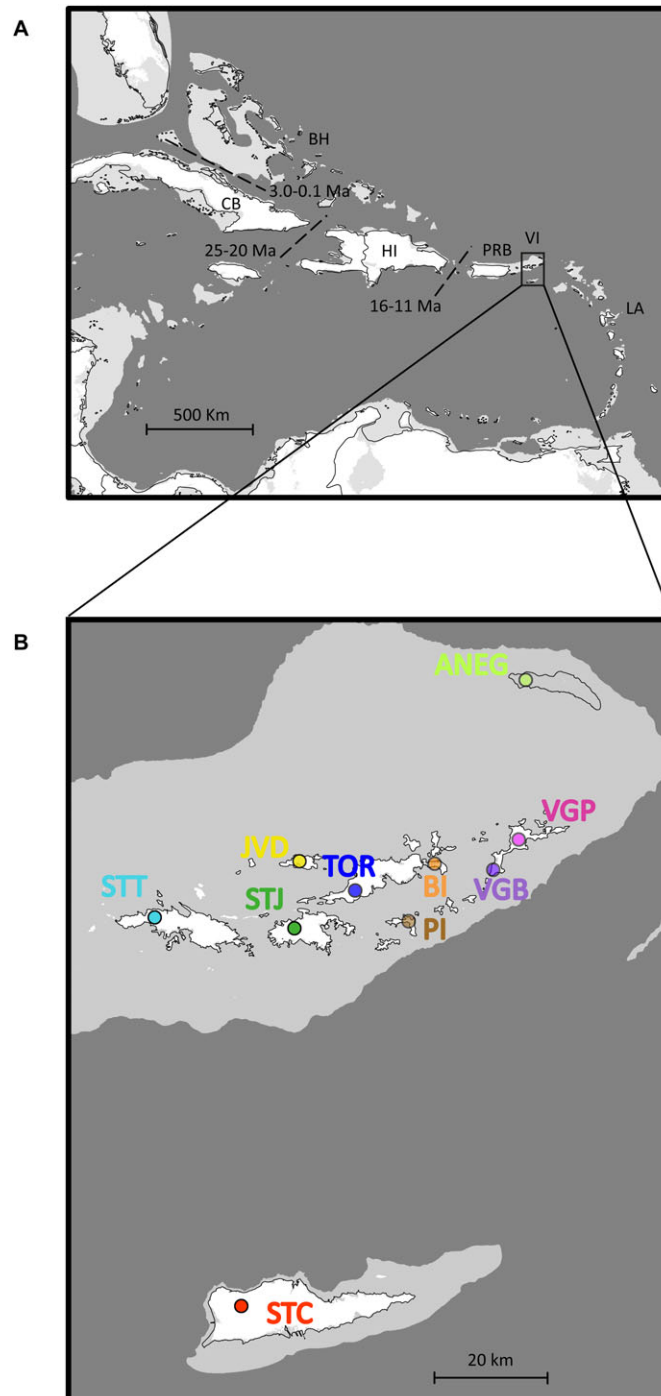 A
BH
3.0-0.1 Ma
CB
25-20 Ma
HI
PRB
VI
16-11 Ma
LA
500 Km
B
ANEG
VGP
JVD
TOR
BI
STT
STJ
VGB
PI
STC
20 km